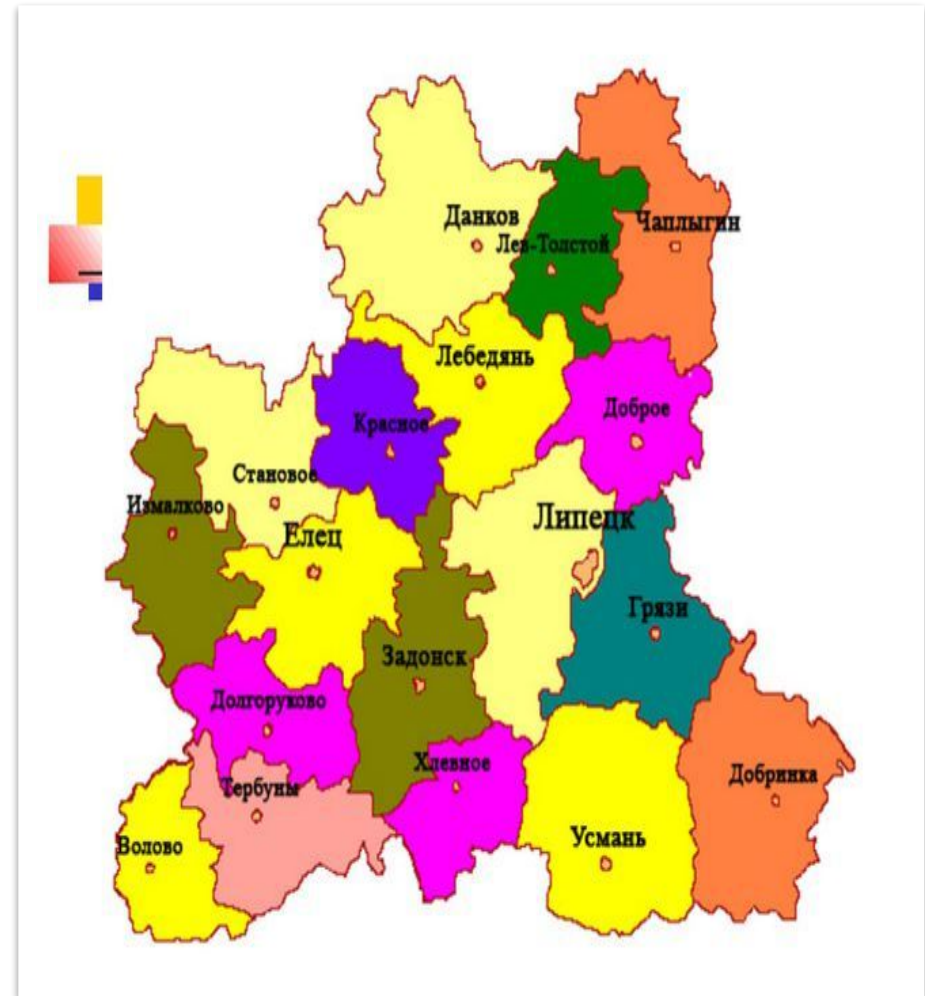 Данков
Чаплыгин
Лев-Толстой
Лебедянь
Доброе
Красное
Становое
Измалково
Липецк
Елец
Грязи
Задонск
Долгоруково
Хлевное
Добринка
Тербуны
Усмань
Волово